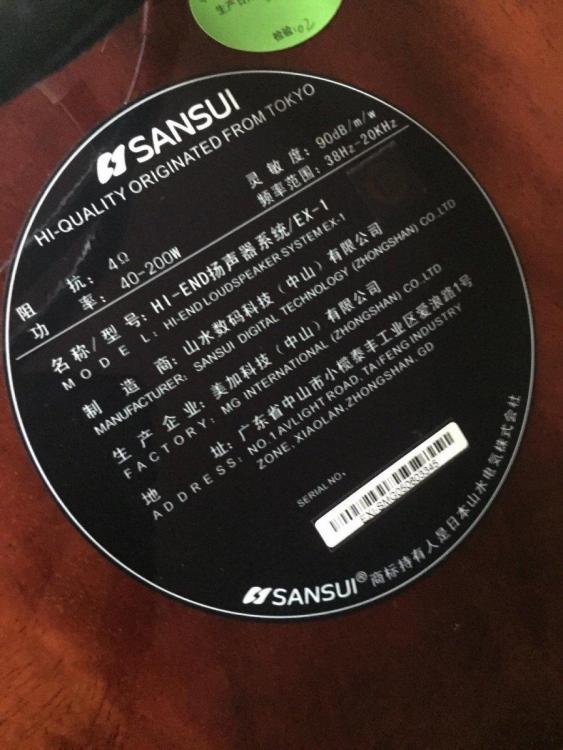 检验:02
SANSUI
HI-QUALITY ORIGINATED FROM TOKYO
灵敏度: 90dB/m/w
频率范围: 38Hz-20KHz
阻抗: 4Ω
功率: 40-200W
名称/型号: HI-END扬声器系统/EX-1
MODEL: HI-END LOUDSPEAKER SYSTEM EX-1
制造商: 山水数码科技(中山)有限公司
MANUFACTURER: SANSUI DIGITAL TECHNOLOGY (ZHONGSHAN) CO.,LTD
生产企业: 美加科技(中山)有限公司
FACTORY: MG INTERNATIONAL (ZHONGSHAN) CO.,LTD
地址: 广东省中山市小榄泰丰工业区爱浪路1号
ADDRESS: NO.1 AVLIGHT ROAD, TAI FENG INDUSTRY
ZONE, XIAOLAN, ZHONGSHAN, GD
SERIAL NO.
SANSUI® 商标持有人是日本山水电气株式会社